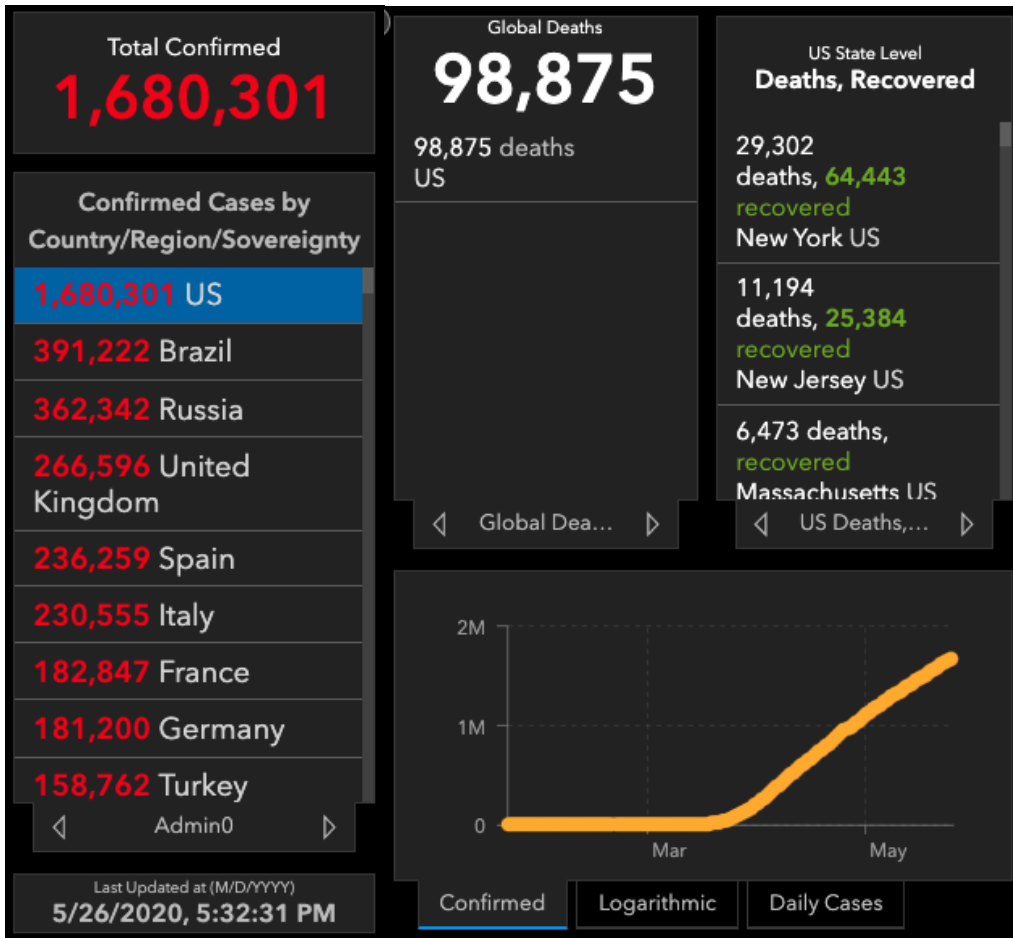 Total Confirmed
1,680,301
Confirmed Cases by
Country/Region/Sovereignty
1,680,301 US
391,222 Brazil
362,342 Russia
266,596 United
Kingdom
236,259 Spain
230,555 Italy
182,847 France
181,200 Germany
158,762 Turkey
Admin0
Last Updated at (M/D/YYYY)
5/26/2020, 5:32:31 PM
Global Deaths
98,875
98,875 deaths
US
Global Dea...
US State Level
Deaths, Recovered
29,302
deaths, 64,443
recovered
New York US
11,194
deaths, 25,384
recovered
New Jersey US
6,473 deaths,
recovered
Massachusetts US
US Deaths,...
2M
1M
0
Mar
May
Confirmed
Logarithmic
Daily Cases